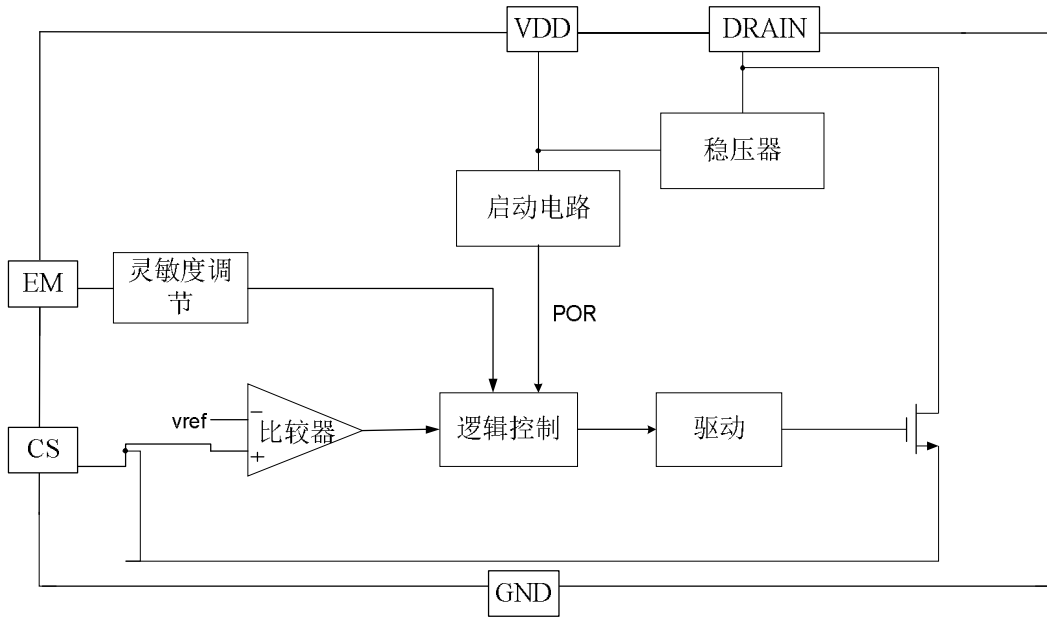 VDD
DRAIN
稳压器
启动电路
EM
灵敏度调
节
POR
vref
比较器
逻辑控制
驱动
CS
GND